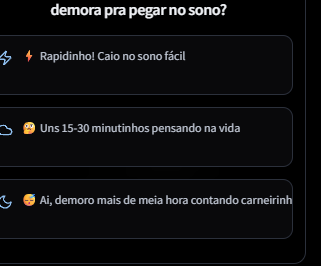 demora pra pegar no sono?
⚡ Rapidinho! Caio no sono fácil
🤔 Uns 15-30 minutinhos pensando na vida
😴 Ai, demoro mais de meia hora contando carneirinh